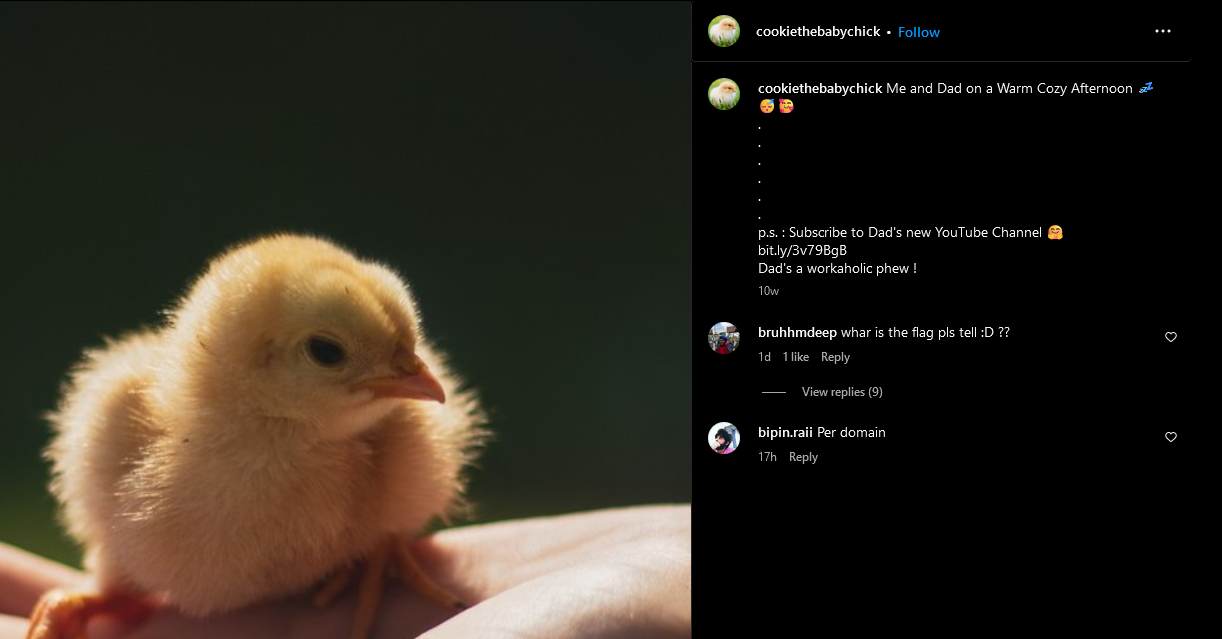 cookiethebabychick • Follow
cookiethebabychick Me and Dad on a Warm Cozy Afternoon 💤
😴 🥰
.
.
.
.
.
.
p.s. : Subscribe to Dad's new YouTube Channel 🤗
bit.ly/3v79BgB
Dad's a workaholic phew !
10w
bruhhmdeep whar is the flag pls tell :D ??
1d 1 like Reply
View replies (9)
bipin.raii Per domain
17h Reply